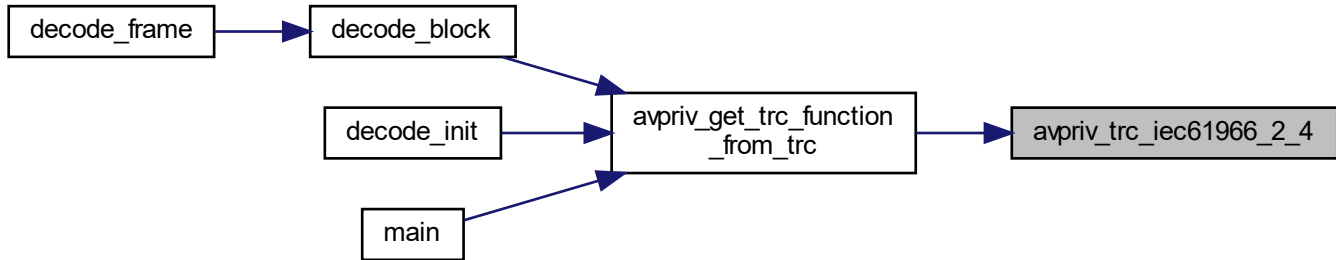 decode_frame
decode_block
decode_init
main
avpriv_get_trc_function
_from_trc
avpriv_trc_iec61966_2_4